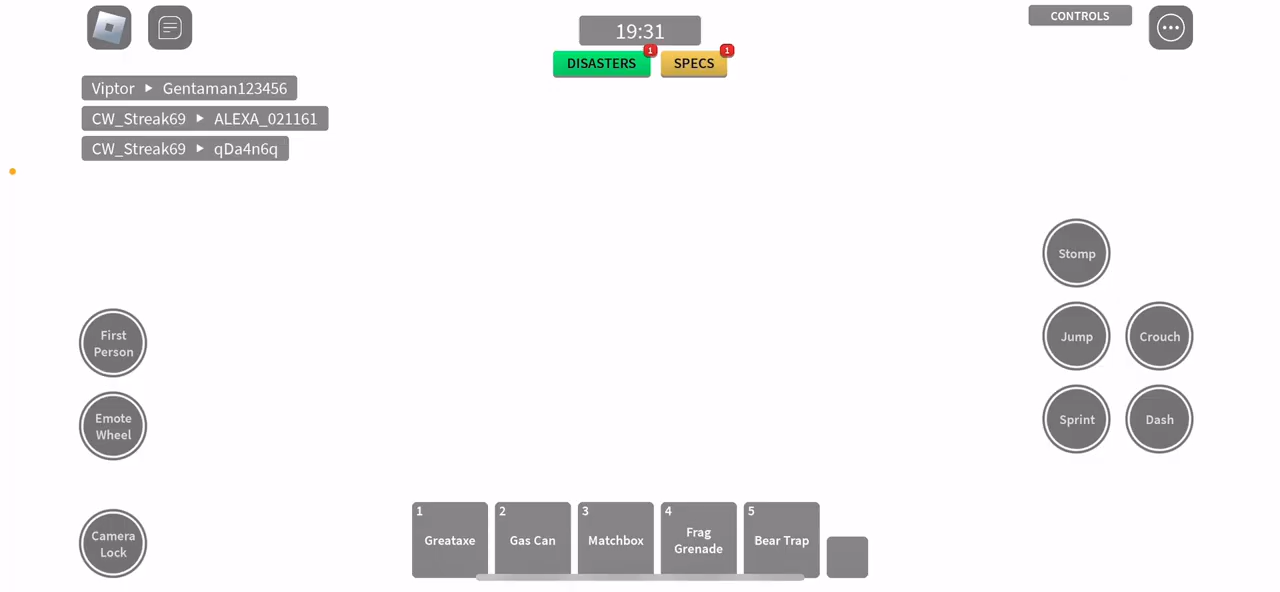 19:31
CONTROLS
DISASTERS 1
SPECS 1
Viptor ▸ Gentaman123456
CW_Streak69 ▸ ALEXA_021161
CW_Streak69 ▸ qDa4n6q
Stomp
First
Person
Jump
Crouch
Emote
Wheel
Sprint
Dash
Camera
Lock
1
Greataxe
2
Gas Can
3
Matchbox
4
Frag
Grenade
5
Bear Trap